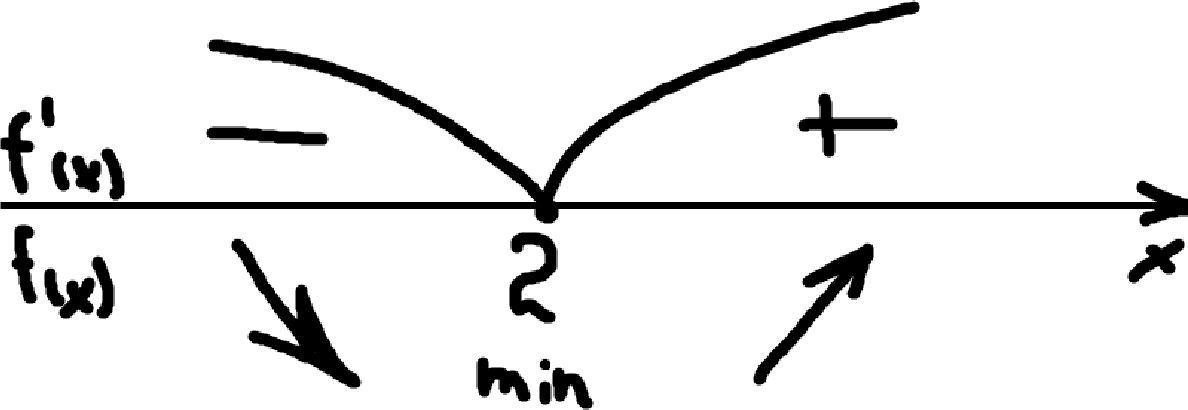 f'(x) − +
f(x) 2 x
min